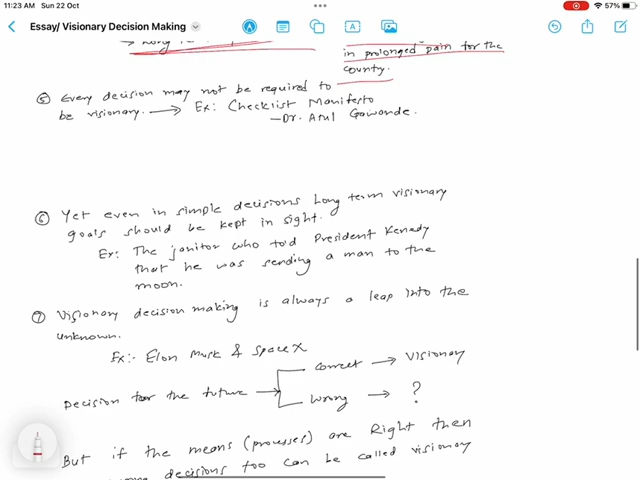 11:23 AM Sun 22 Oct
57%
Essay/ Visionary Decision Making
in prolonged pain for the
county.
⑤ Every decision may not be required to
be visionary. → Ex: Checklist Manifesto
-Dr. Atul Gawande.
⑥ Yet even in simple decisions Long term visionary
goals should be kept in sight.
Ex: The janitor who told President Kenedy
that he was sending a man to the
moon.
⑦ Visionary decision making is always a leap into the
unknown.
Ex:- Elon Musk & SpaceX
Correct → Visionary
Decision for the future →
Wrong → ?
But if the means (processes) are Right then
decisions too can be called visionary